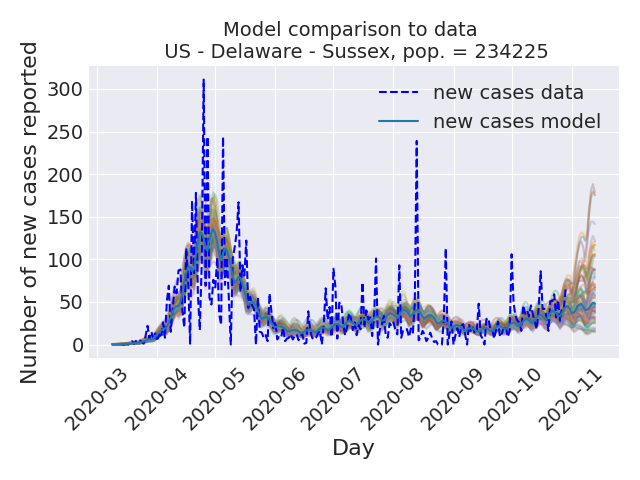 Model comparison to data
US - Delaware - Sussex, pop. = 234225
Number of new cases reported
300
250
200
150
100
50
0
new cases data
new cases model
2020-03
2020-04
2020-05
2020-06
2020-07
2020-08
2020-09
2020-10
2020-11
Day